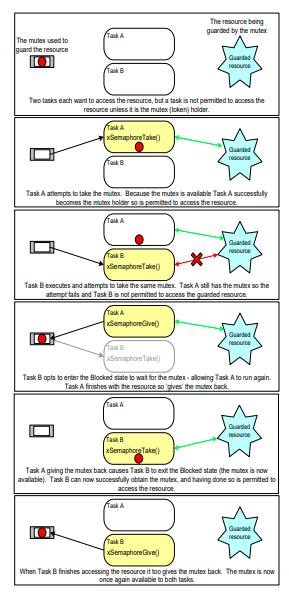 The mutex used to
guard the resource
The resource being
guarded by the mutex
Task A
Task B
Guarded
resource
Two tasks each want to access the resource, but a task is not permitted to access the
resource unless it is the mutex (token) holder.
Task A
xSemaphoreTake()
Task B
Guarded
resource
Task A attempts to take the mutex. Because the mutex is available Task A successfully
becomes the mutex holder so is permitted to access the resource.
Task A
Task B
xSemaphoreTake()
Guarded
resource
Task B executes and attempts to take the same mutex. Task A still has the mutex so the
attempt fails and Task B is not permitted to access the guarded resource.
Task A
xSemaphoreGive()
Task B
xSemaphoreTake()
Guarded
resource
Task B opts to enter the Blocked state to wait for the mutex - allowing Task A to run again.
Task A finishes with the resource so 'gives' the mutex back.
Task A
Task B
xSemaphoreTake()
Guarded
resource
Task A giving the mutex back causes Task B to exit the Blocked state (the mutex is now
available). Task B can now successfully obtain the mutex, and having done so is permitted to
access the resource.
Task A
Task B
xSemaphoreGive()
Guarded
resource
When Task B finishes accessing the resource it too gives the mutex back. The mutex is now
once again available to both tasks.